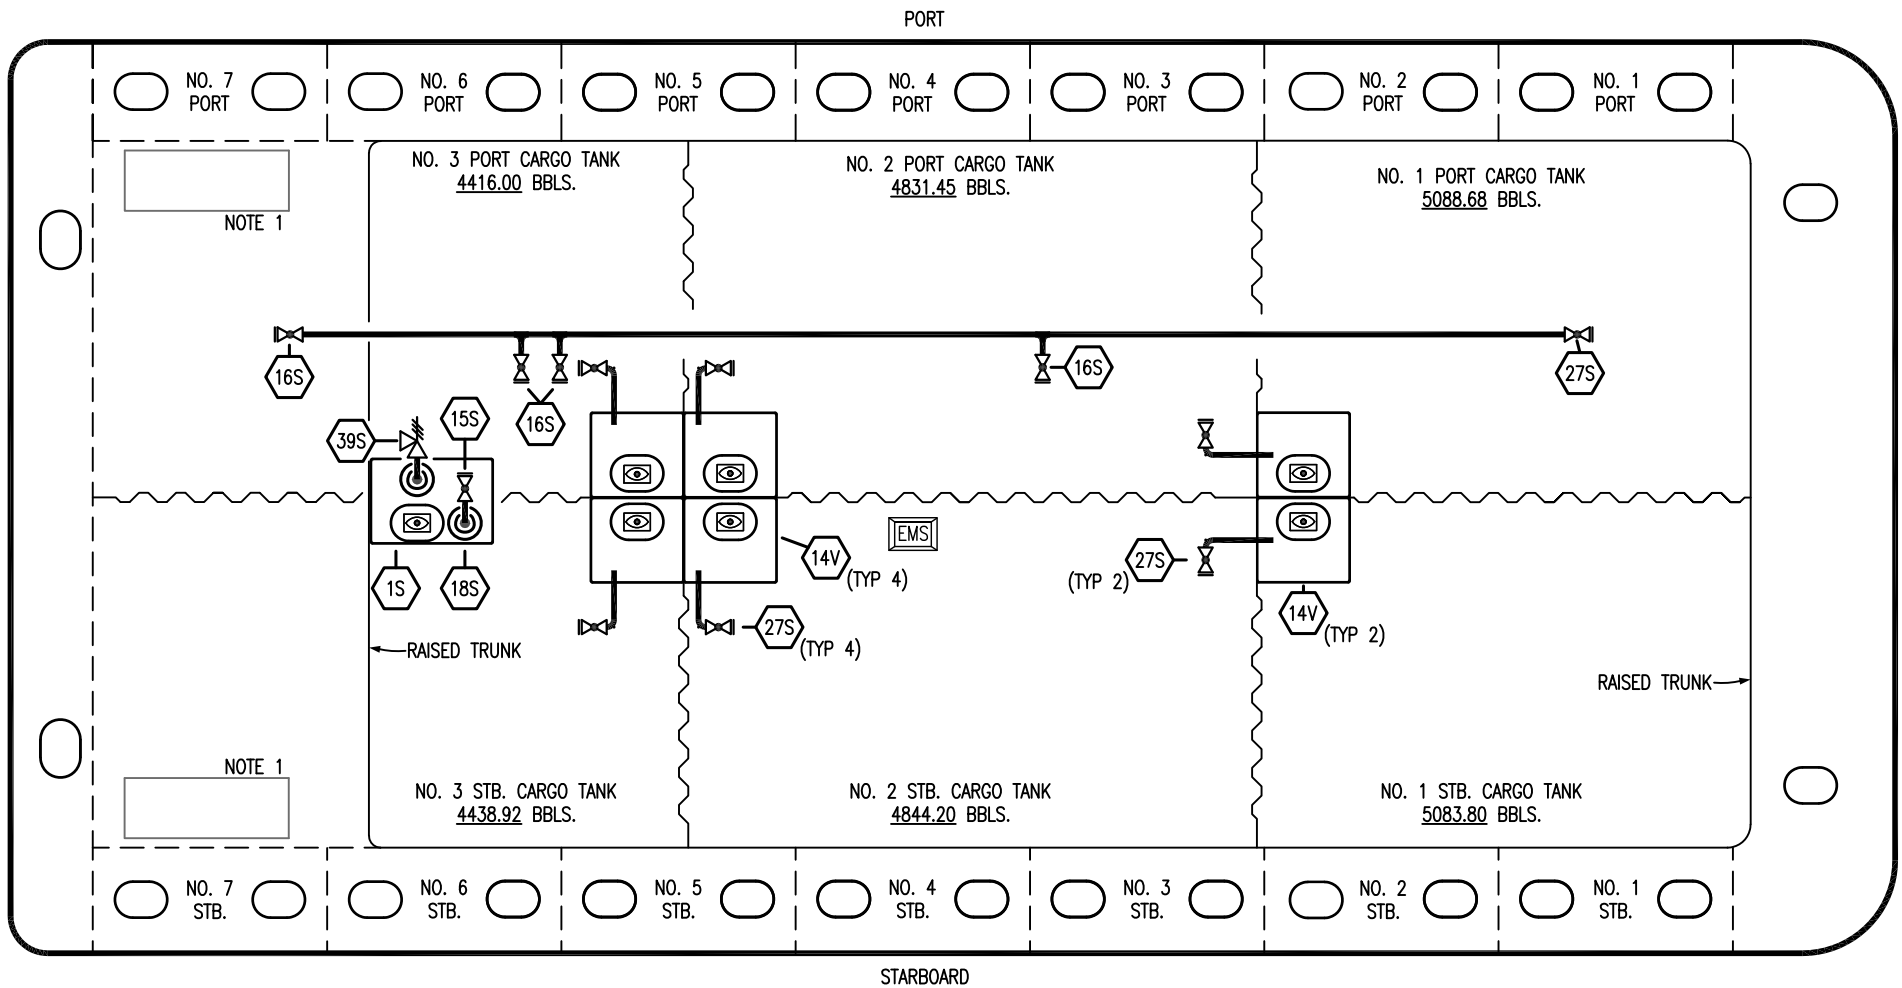 PORT
NO. 7
PORT
NO. 6
PORT
NO. 5
PORT
NO. 4
PORT
NO. 3
PORT
NO. 2
PORT
NO. 1
PORT
NO. 3 PORT CARGO TANK
4416.00 BBLS.
NO. 2 PORT CARGO TANK
4831.45 BBLS.
NO. 1 PORT CARGO TANK
5088.68 BBLS.
NOTE 1
16S
16S
16S
27S
39S
15S
1S
18S
EMS
14V
(TYP 4)
27S
(TYP 4)
27S
(TYP 2)
14V
(TYP 2)
RAISED TRUNK
RAISED TRUNK
NOTE 1
NO. 3 STB. CARGO TANK
4438.92 BBLS.
NO. 2 STB. CARGO TANK
4844.20 BBLS.
NO. 1 STB. CARGO TANK
5083.80 BBLS.
NO. 7
STB.
NO. 6
STB.
NO. 5
STB.
NO. 4
STB.
NO. 3
STB.
NO. 2
STB.
NO. 1
STB.
STARBOARD